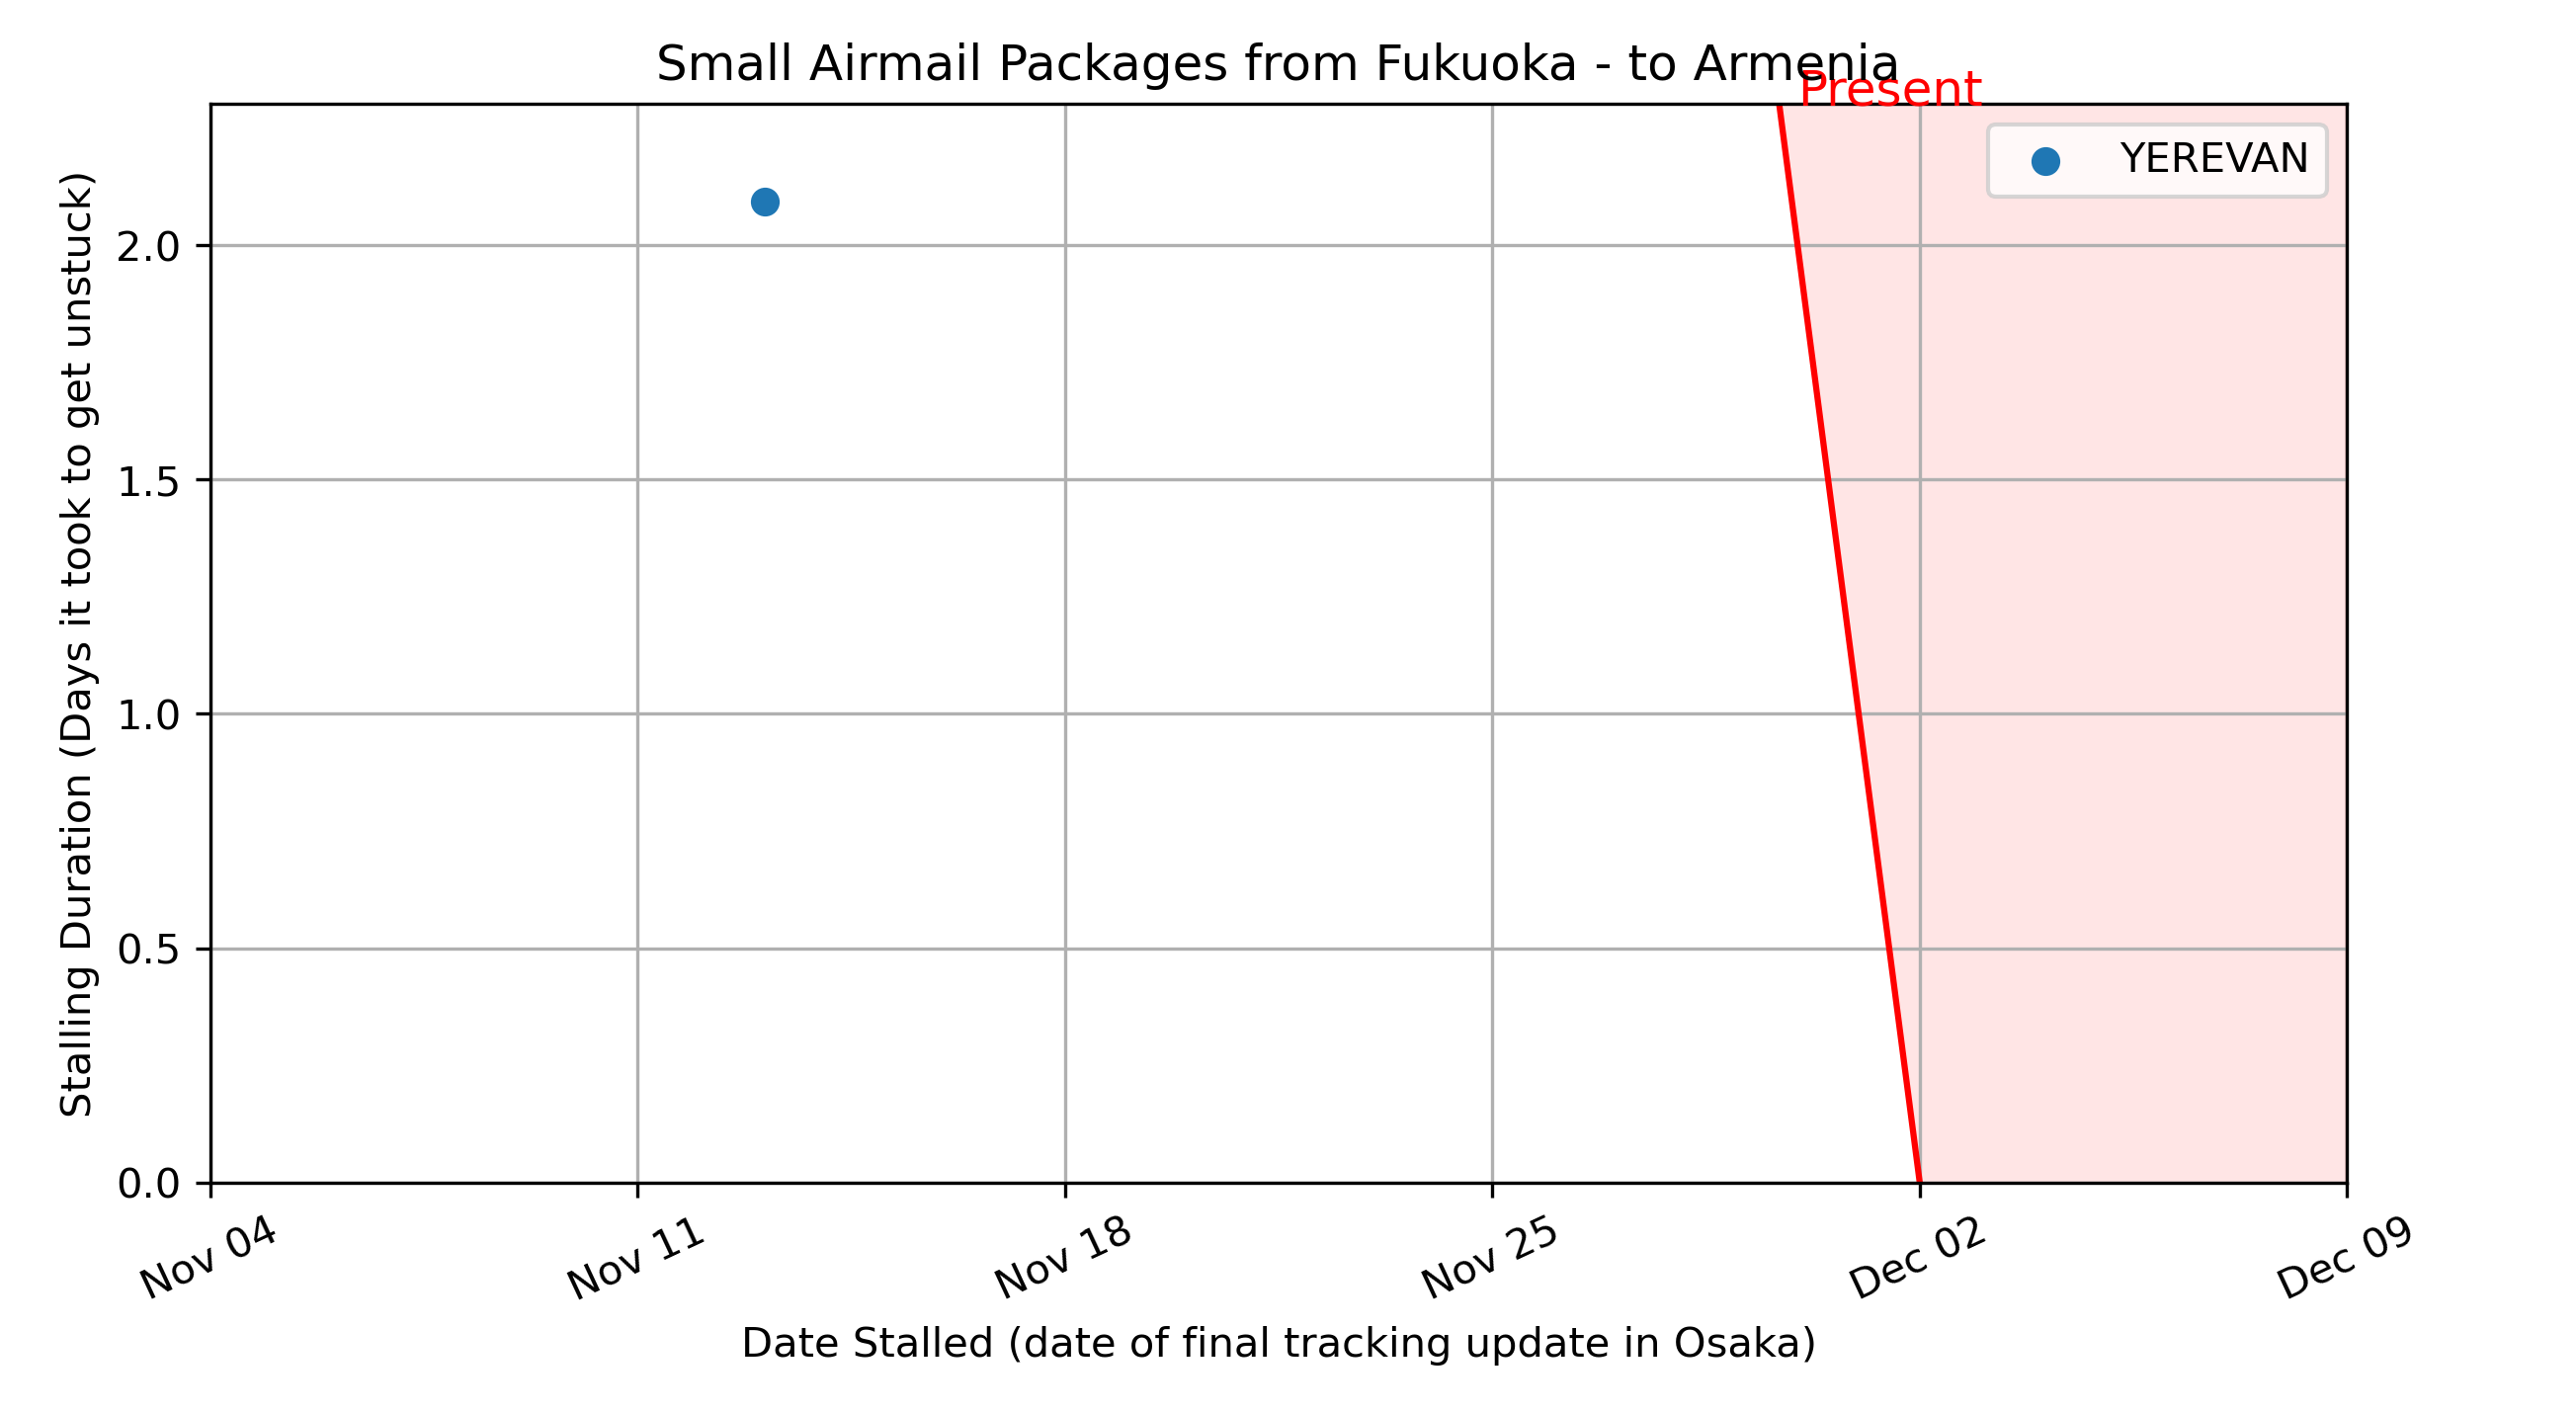 Small Airmail Packages from Fukuoka - to Armenia
Present
YEREVAN
Stalling Duration (Days it took to get unstuck)
2.0
1.5
1.0
0.5
0.0
Nov 04
Nov 11
Nov 18
Nov 25
Dec 02
Dec 09
Date Stalled (date of final tracking update in Osaka)